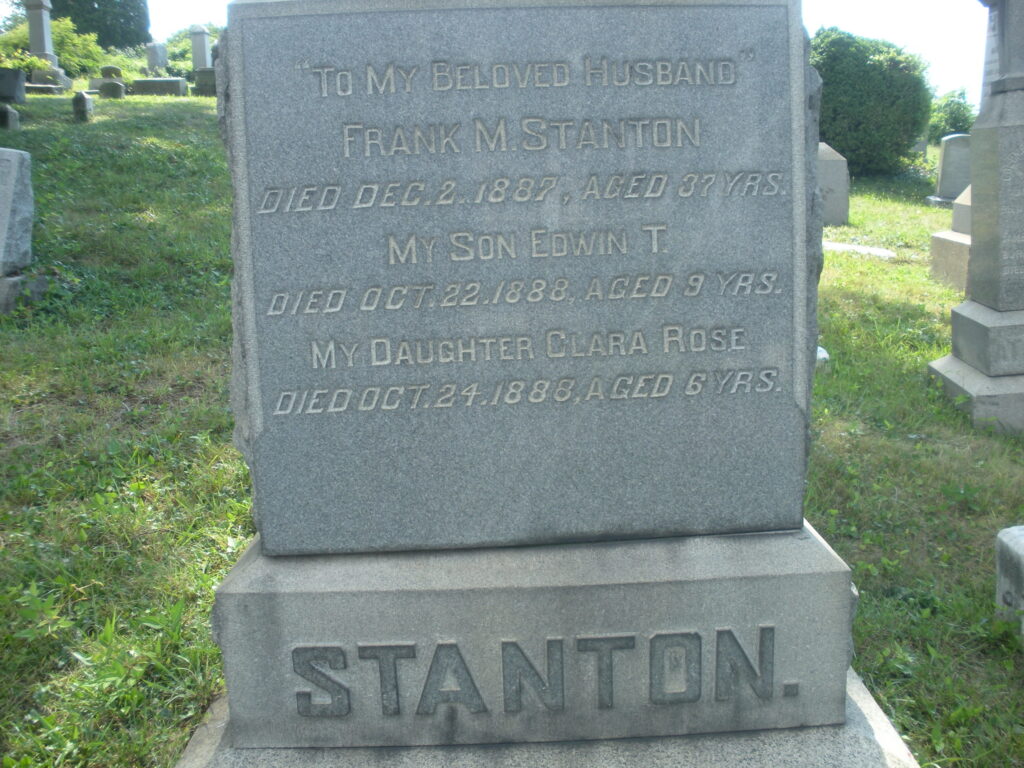 "TO MY BELOVED HUSBAND"
FRANK M. STANTON
DIED DEC. 2. 1887, AGED 37 YRS.
MY SON EDWIN T.
DIED OCT. 22. 1888, AGED 9 YRS.
MY DAUGHTER CLARA ROSE
DIED OCT. 24. 1888, AGED 6 YRS.
STANTON.